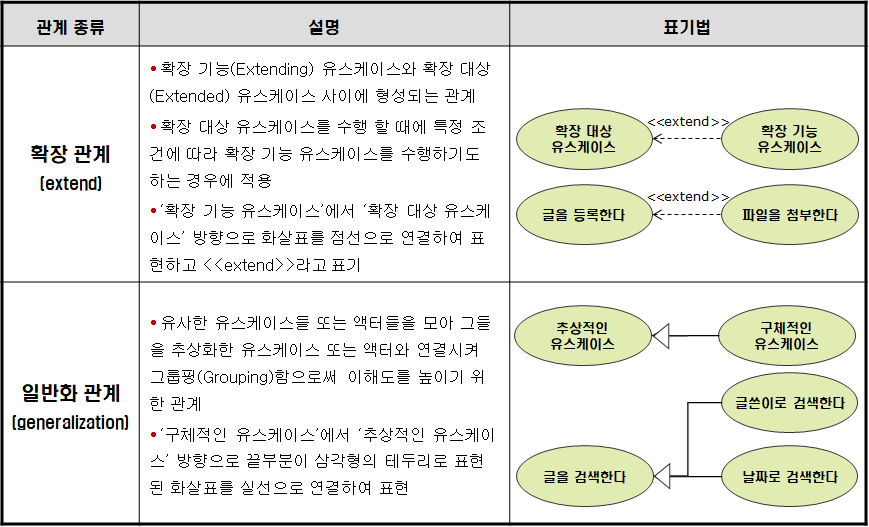 관계 종류
설명
표기법
확장 관계
(extend)
•확장 기능(Extending) 유스케이스와 확장 대상
(Extended) 유스케이스 사이에 형성되는 관계
•확장 대상 유스케이스를 수행 할 때에 특정 조
건에 따라 확장 기능 유스케이스를 수행하기도
하는 경우에 적용
•‘확장 기능 유스케이스’에서 ‘확장 대상 유스케
이스’ 방향으로 화살표를 점선으로 연결하여 표
현하고 <<extend>>라고 표기
확장 대상
유스케이스
<<extend>>
확장 기능
유스케이스
글을 등록한다
<<extend>>
파일을 첨부한다
일반화 관계
(generalization)
•유사한 유스케이스들 또는 액터들을 모아 그들
을 추상화한 유스케이스 또는 액터와 연결시켜
그룹핑(Grouping)함으로써 이해도를 높이기 위
한 관계
•‘구체적인 유스케이스’에서 ‘추상적인 유스케이
스’ 방향으로 끝부분이 삼각형의 테두리로 표현
된 화살표를 실선으로 연결하여 표현
추상적인
유스케이스
구체적인
유스케이스
글쓴이로 검색한다
글을 검색한다
날짜로 검색한다